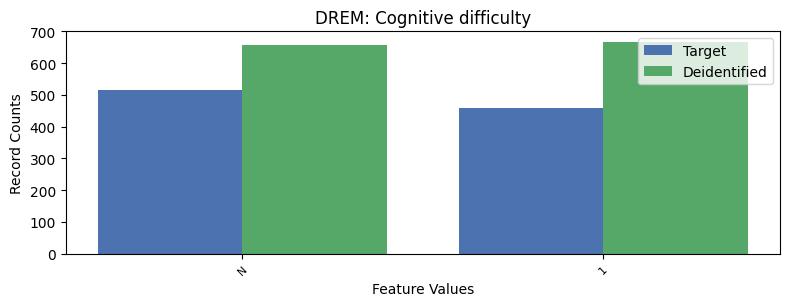 DREM: Cognitive difficulty
700
600
500
400
300
200
100
0
Record Counts
Target
Deidentified
N
1
Feature Values